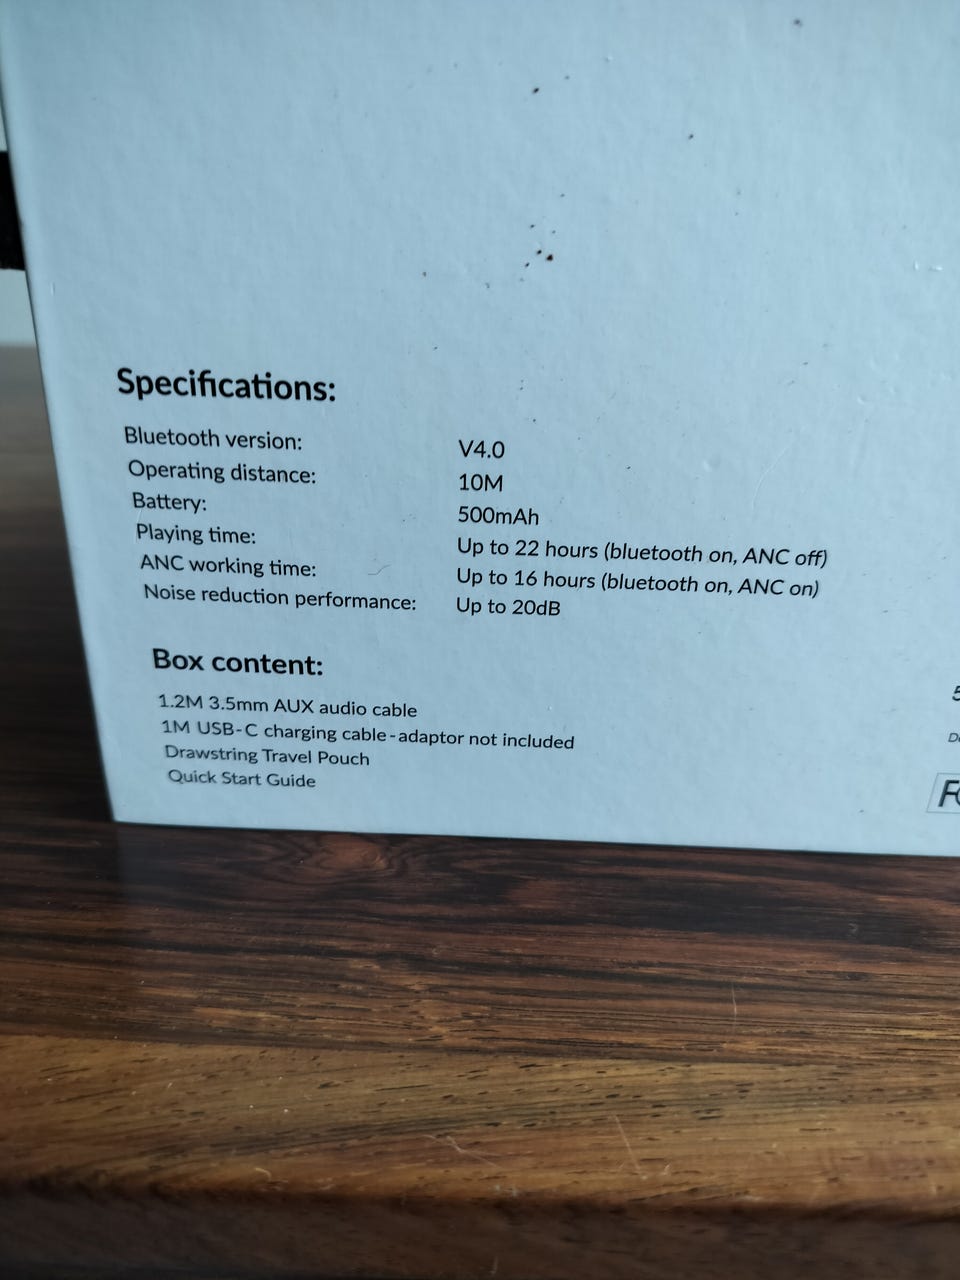 Specifications:
Bluetooth version: V4.0
Operating distance: 10M
Battery: 500mAh
Playing time: Up to 22 hours (bluetooth on, ANC off)
ANC working time: Up to 16 hours (bluetooth on, ANC on)
Noise reduction performance: Up to 20dB
Box content:
1.2M 3.5mm AUX audio cable
1M USB-C charging cable-adaptor not included
Drawstring Travel Pouch
Quick Start Guide